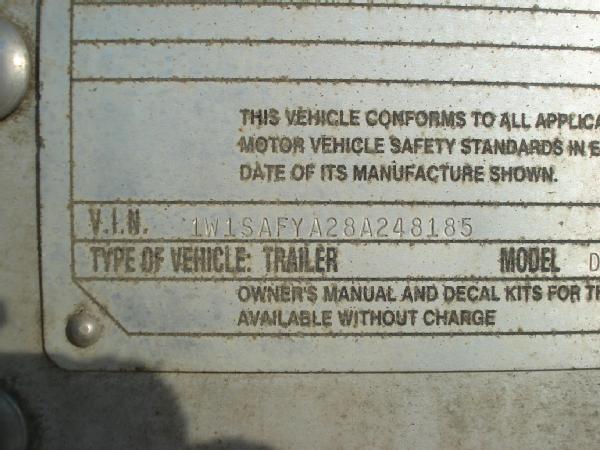 THIS VEHICLE CONFORMS TO ALL
MOTOR VEHICLE SAFETY STANDARDS IN
DATE OF ITS MANUFACTURE SHOWN.
V.I.N. 1W1SAFYA28A248185
TYPE OF VEHICLE: TRAILER MODEL D
OWNER'S MANUAL AND DECAL KITS FOR
AVAILABLE WITHOUT CHARGE